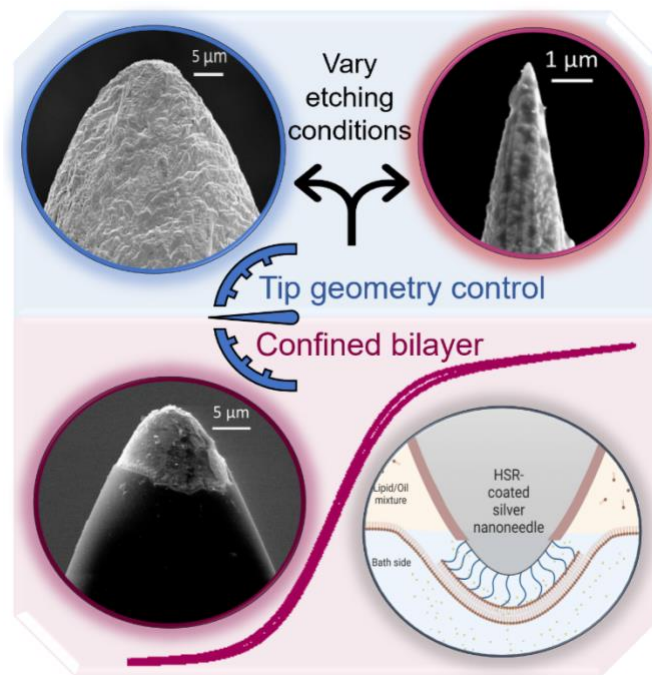 5 μm
Vary
etching
conditions
1 μm
Tip geometry control
Confined bilayer
5 μm
HSR-
coated
silver
nanoneedle
Lipid/Oil
mixture
Bath side